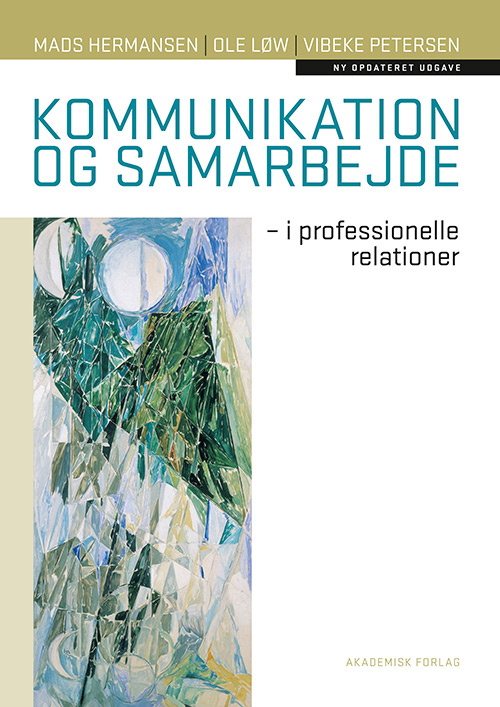 MADS HERMANSEN | OLE LØW | VIBEKE PETERSEN
NY OPDATERET UDGAVE
KOMMUNIKATION
OG SAMARBEJDE
– i professionelle
relationer
AKADEMISK FORLAG